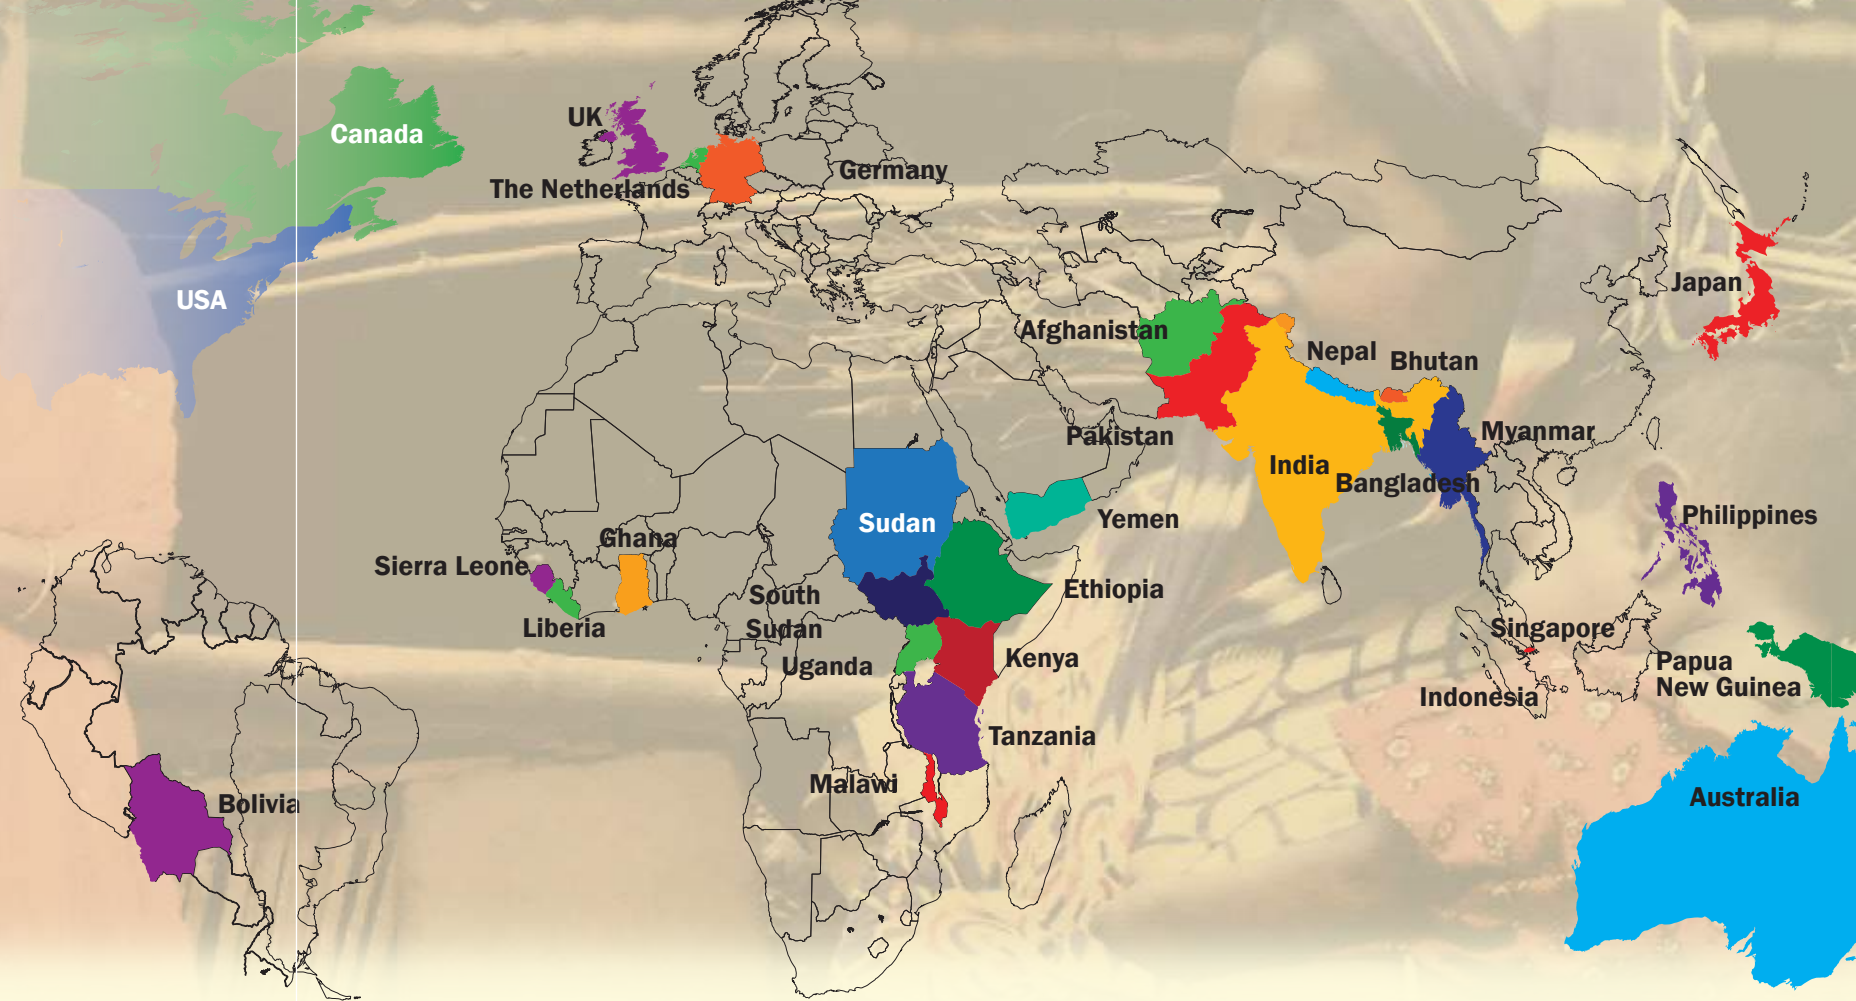 Canada
USA
UK
The Netherlands
Germany
Japan
Afghanistan
Nepal
Bhutan
Pakistan
India
Myanmar
Bangladesh
Philippines
Yemen
Sudan
Ghana
Sierra Leone
Liberia
South
Sudan
Ethiopia
Uganda
Kenya
Singapore
Indonesia
Papua
New Guinea
Tanzania
Malawi
Bolivia
Australia